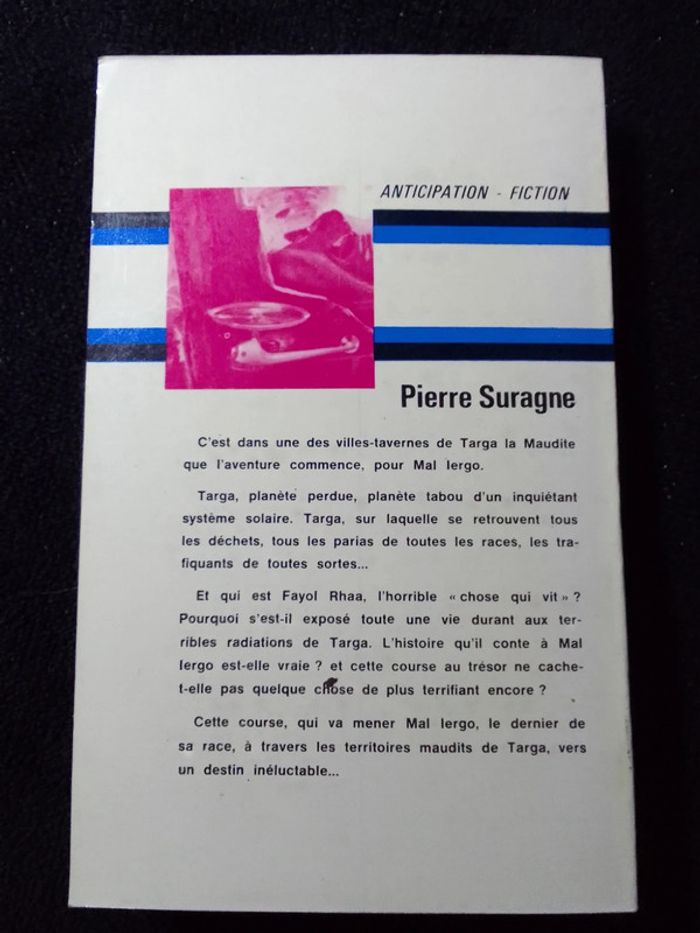 ANTICIPATION - FICTION
Pierre Suragne
C'est dans une des villes-tavernes de Targa la Maudite
que l'aventure commence, pour Mal Iergo.
Targa, planète perdue, planète tabou d'un inquiétant
système solaire. Targa, sur laquelle se retrouvent tous
les déchets, tous les parias de toutes les races, les tra-
fiquants de toutes sortes...
Et qui est Fayol Rhaa, l'horrible « chose qui vit » ?
Pourquoi s'est-il exposé toute une vie durant aux ter-
ribles radiations de Targa. L'histoire qu'il conte à Mal
Iergo est-elle vraie ? et cette course au trésor ne cache-
t-elle pas quelque chose de plus terrifiant encore ?
Cette course, qui va mener Mal Iergo, le dernier de
sa race, à travers les territoires maudits de Targa, vers
un destin inéluctable...